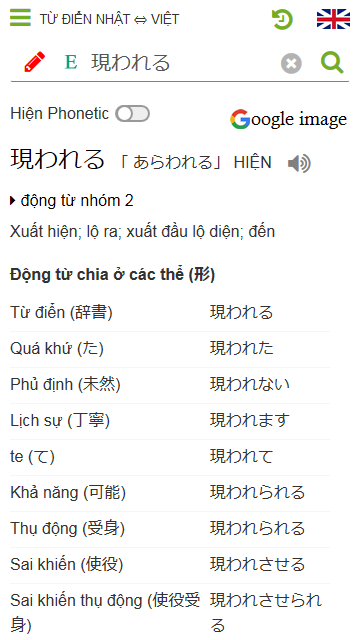 TỪ ĐIỂN NHẬT ⇔ VIỆT
E 現われる
Hiện Phonetic
Google image
現われる 「 あらわれる」 HIỆN
động từ nhóm 2
Xuất hiện; lộ ra; xuất đầu lộ diện; đến
Động từ chia ở các thể (形)
Từ điển (辞書) 現われる
Quá khứ (た) 現われた
Phủ định (未然) 現われない
Lịch sự (丁寧) 現われます
te (て) 現われて
Khả năng (可能) 現われられる
Thụ động (受身) 現われられる
Sai khiến (使役) 現われさせる
Sai khiến thụ động (使役受 現われさせられ
身) る